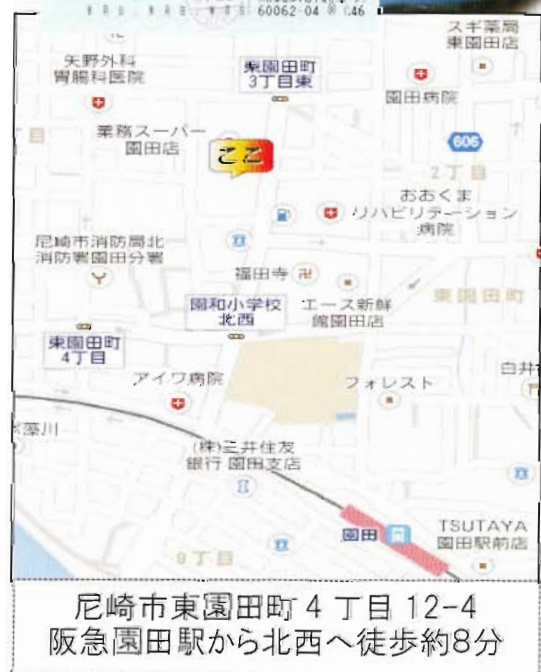 60062-04
スギ薬局
東園田店
矢野外科
胃腸科医院
東園田町
3丁目東
園田病院
業務スーパー
園田店
ここ
606
2丁目
おおくま
リハビリテーション
病院
尼崎市消防局北
消防署園田分署
福田寺
園和小学校
北西
エース新鮮
館園田店
東園田町
東園田町
4丁目
アイワ病院
フォレスト
白井
藻川
(株)三井住友
銀行 園田支店
園田
TSUTAYA
園田駅前店
9丁目
尼崎市東園田町4丁目12-4
阪急園田駅から北西へ徒歩約8分